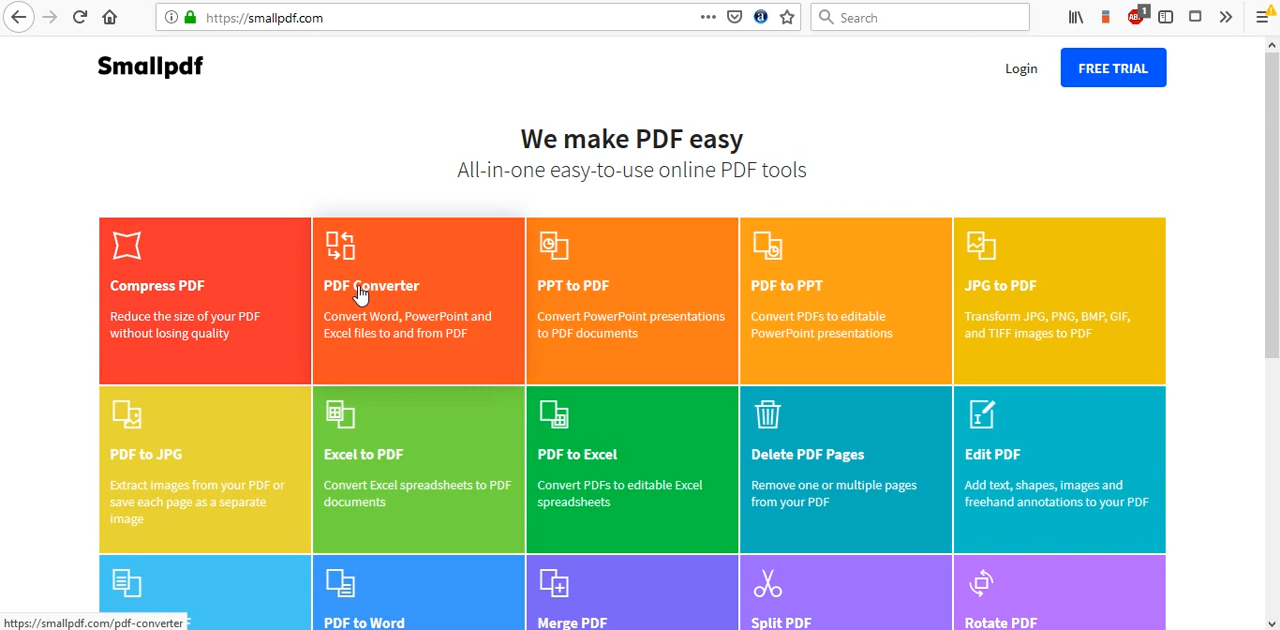 https://smallpdf.com
Search
1
Smallpdf
Login
FREE TRIAL
We make PDF easy
All-in-one easy-to-use online PDF tools
Compress PDF
Reduce the size of your PDF
without losing quality
PDF Converter
Convert Word, PowerPoint and
Excel files to and from PDF
PPT to PDF
Convert PowerPoint presentations
to PDF documents
PDF to PPT
Convert PDFs to editable
PowerPoint presentations
JPG to PDF
Transform JPG, PNG, BMP, GIF,
and TIFF images to PDF
PDF to JPG
Extract images from your PDF or
save each page as a separate
image
Excel to PDF
Convert Excel spreadsheets to PDF
documents
PDF to Excel
Convert PDFs to editable Excel
spreadsheets
Delete PDF Pages
Remove one or multiple pages
from your PDF
Edit PDF
Add text, shapes, images and
freehand annotations to your PDF
PDF to Word
Merge PDF
Split PDF
Rotate PDF
https://smallpdf.com/pdf-converter